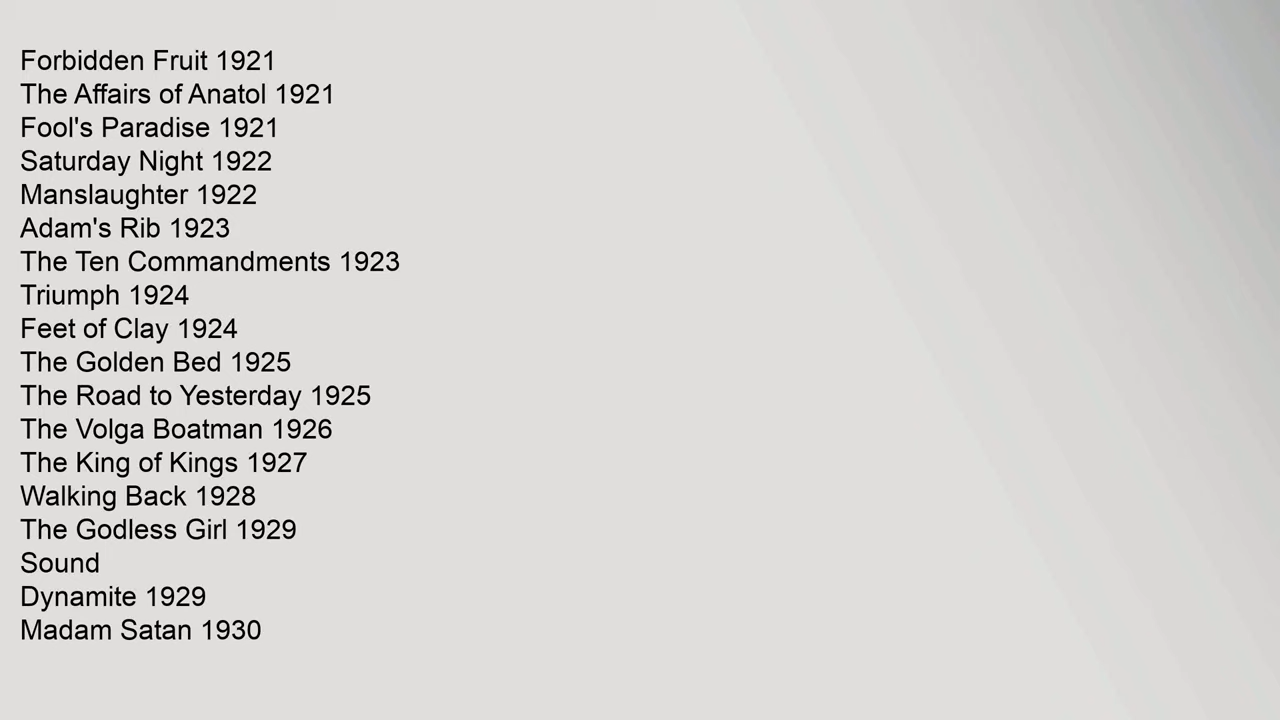 Forbidden Fruit 1921
The Affairs of Anatol 1921
Fool's Paradise 1921
Saturday Night 1922
Manslaughter 1922
Adam's Rib 1923
The Ten Commandments 1923
Triumph 1924
Feet of Clay 1924
The Golden Bed 1925
The Road to Yesterday 1925
The Volga Boatman 1926
The King of Kings 1927
Walking Back 1928
The Godless Girl 1929
Sound
Dynamite 1929
Madam Satan 1930